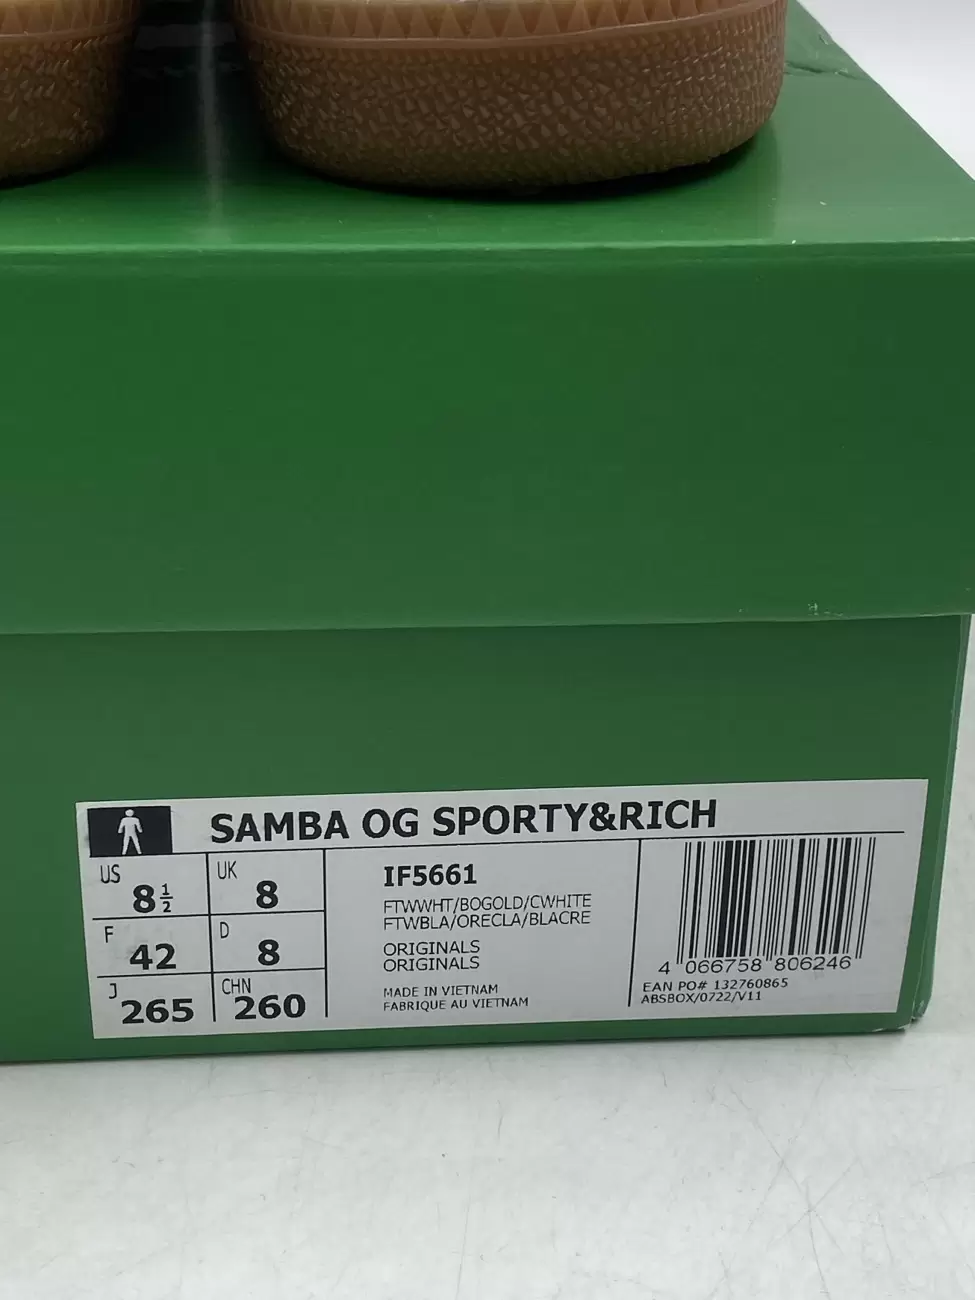 SAMBA OG SPORTY&RICH
US 8½ UK 8
F 42 D 8
J 265 CHN 260
IF5661
FTWWHT/BOGOLD/CWHITE
FTWBLA/ORECLA/BLACRE
ORIGINALS
ORIGINALS
MADE IN VIETNAM
FABRIQUE AU VIETNAM
4 066758 806246
EAN PO# 132760865
ABSBOX/0722/V11